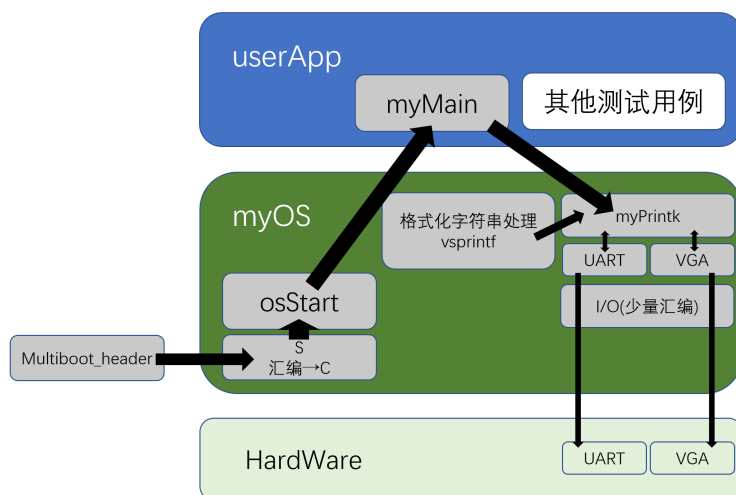 userApp
myMain
其他测试用例
myOS
格式化字符串处理
vsprintf
myPrintk
UART
VGA
I/O(少量汇编)
osStart
S
汇编→C
Multiboot_header
HardWare
UART
VGA